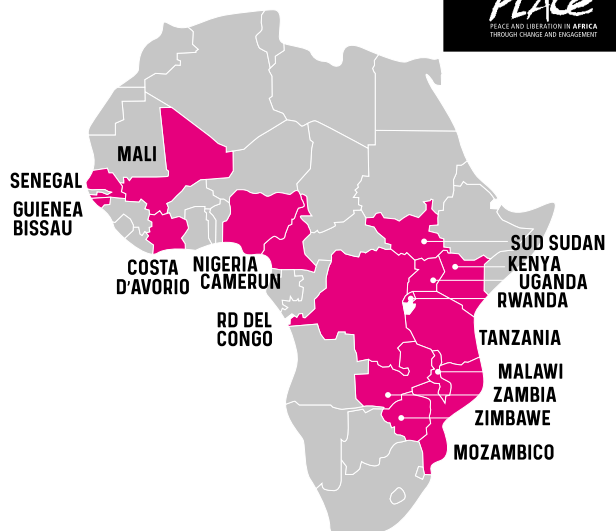 PLACE
PEACE AND LIBERATION IN AFRICA
THROUGH CHANGE AND ENGAGEMENT
MALI
SENEGAL
GUIENEA
BISSAU
COSTA
D'AVORIO
NIGERIA
CAMERUN
RD DEL
CONGO
SUD SUDAN
KENYA
UGANDA
RWANDA
TANZANIA
MALAWI
ZAMBIA
ZIMBAWE
MOZAMBICO